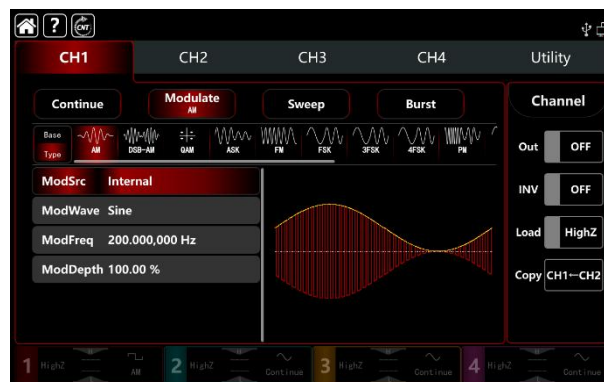 ? CNT
CH1 CH2 CH3 CH4 Utility
Continue Modulate AM Sweep Burst Channel
Base
Type AM DSB-AM QAM ASK FM FSK 3FSK 4FSK PM
Out OFF
ModSrc Internal
INV OFF
ModWave Sine
ModFreq 200.000,000 Hz
Load HighZ
ModDepth 100.00 %
Copy CH1←CH2
1 HighZ AM 2 HighZ Continue 3 HighZ Continue 4 HighZ Continue